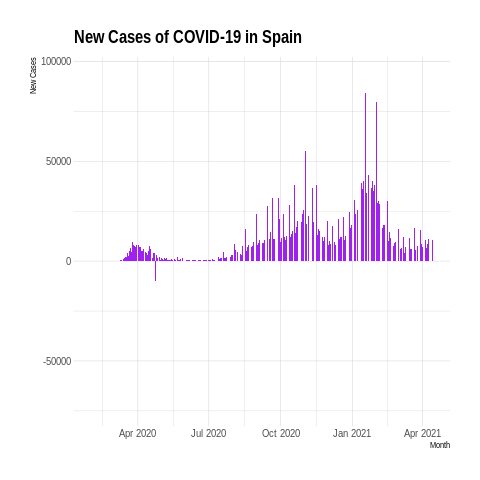 New Cases of COVID-19 in Spain
New Cases
100000
50000
0
-50000
Apr 2020
Jul 2020
Oct 2020
Jan 2021
Apr 2021
Month